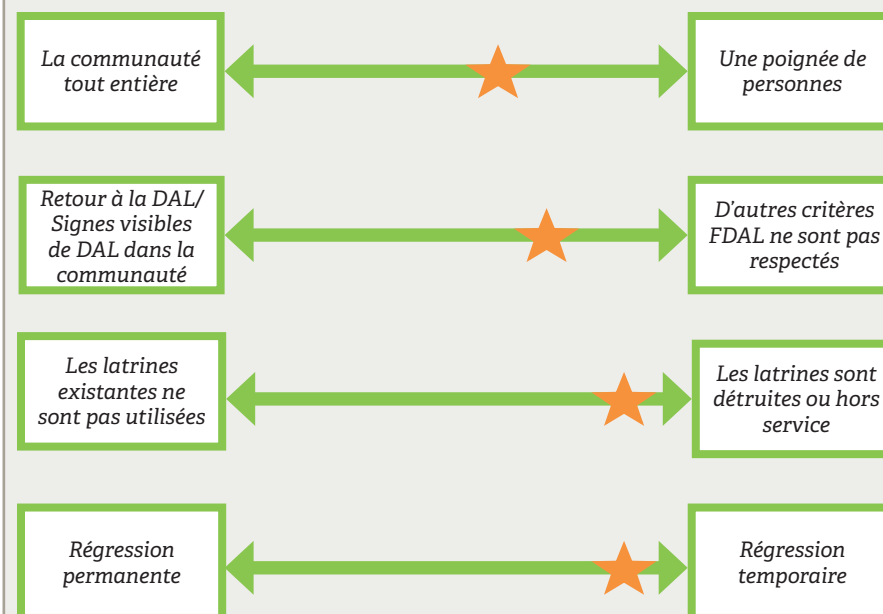 La communauté
tout entière
Une poignée de
personnes
Retour à la DAL/
Signes visibles
de DAL dans la
communauté
D'autres critères
FDAL ne sont pas
respectés
Les latrines
existantes ne
sont pas utilisées
Les latrines sont
détruites ou hors
service
Régression
permanente
Régression
temporaire